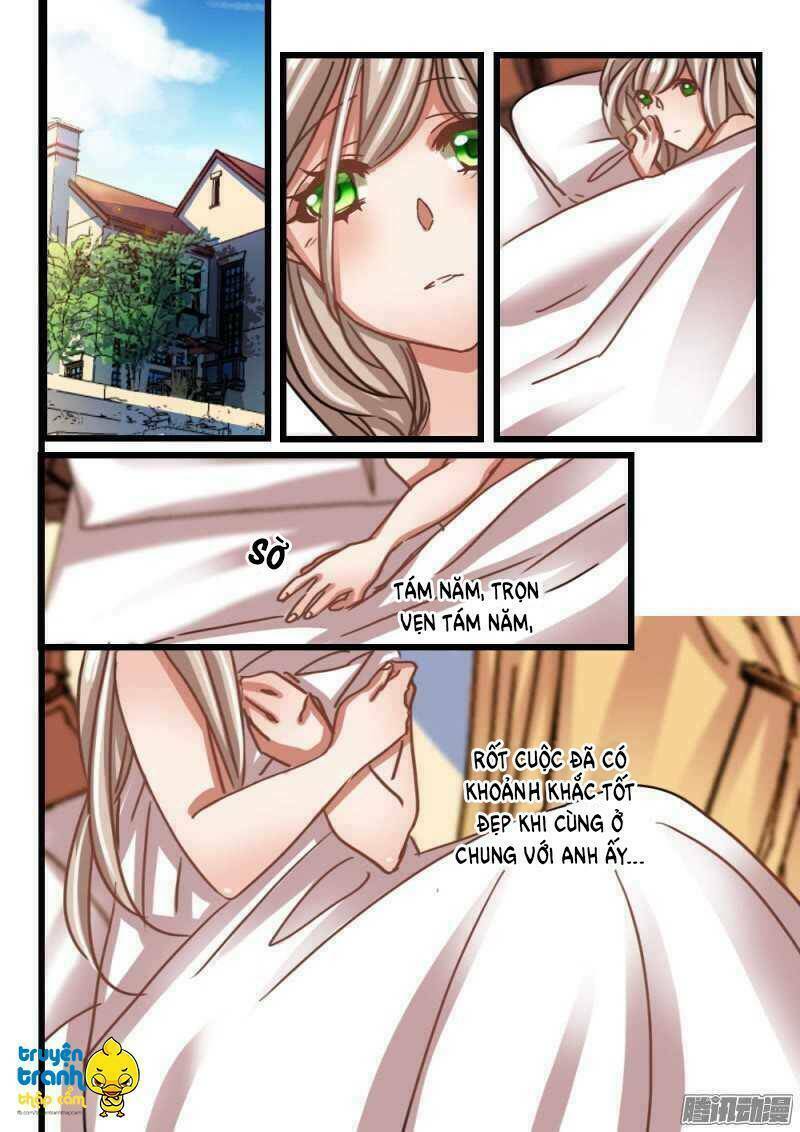 SỜ
TÁM NĂM, TRỌN
VẸN TÁM NĂM,
RỐT CUỘC ĐÃ CÓ
KHOẢNH KHẮC TỐT
ĐẸP KHI CÙNG Ở
CHUNG VỚI ANH ẤY...
truyện
tranh
thập cẩm
腾讯动漫